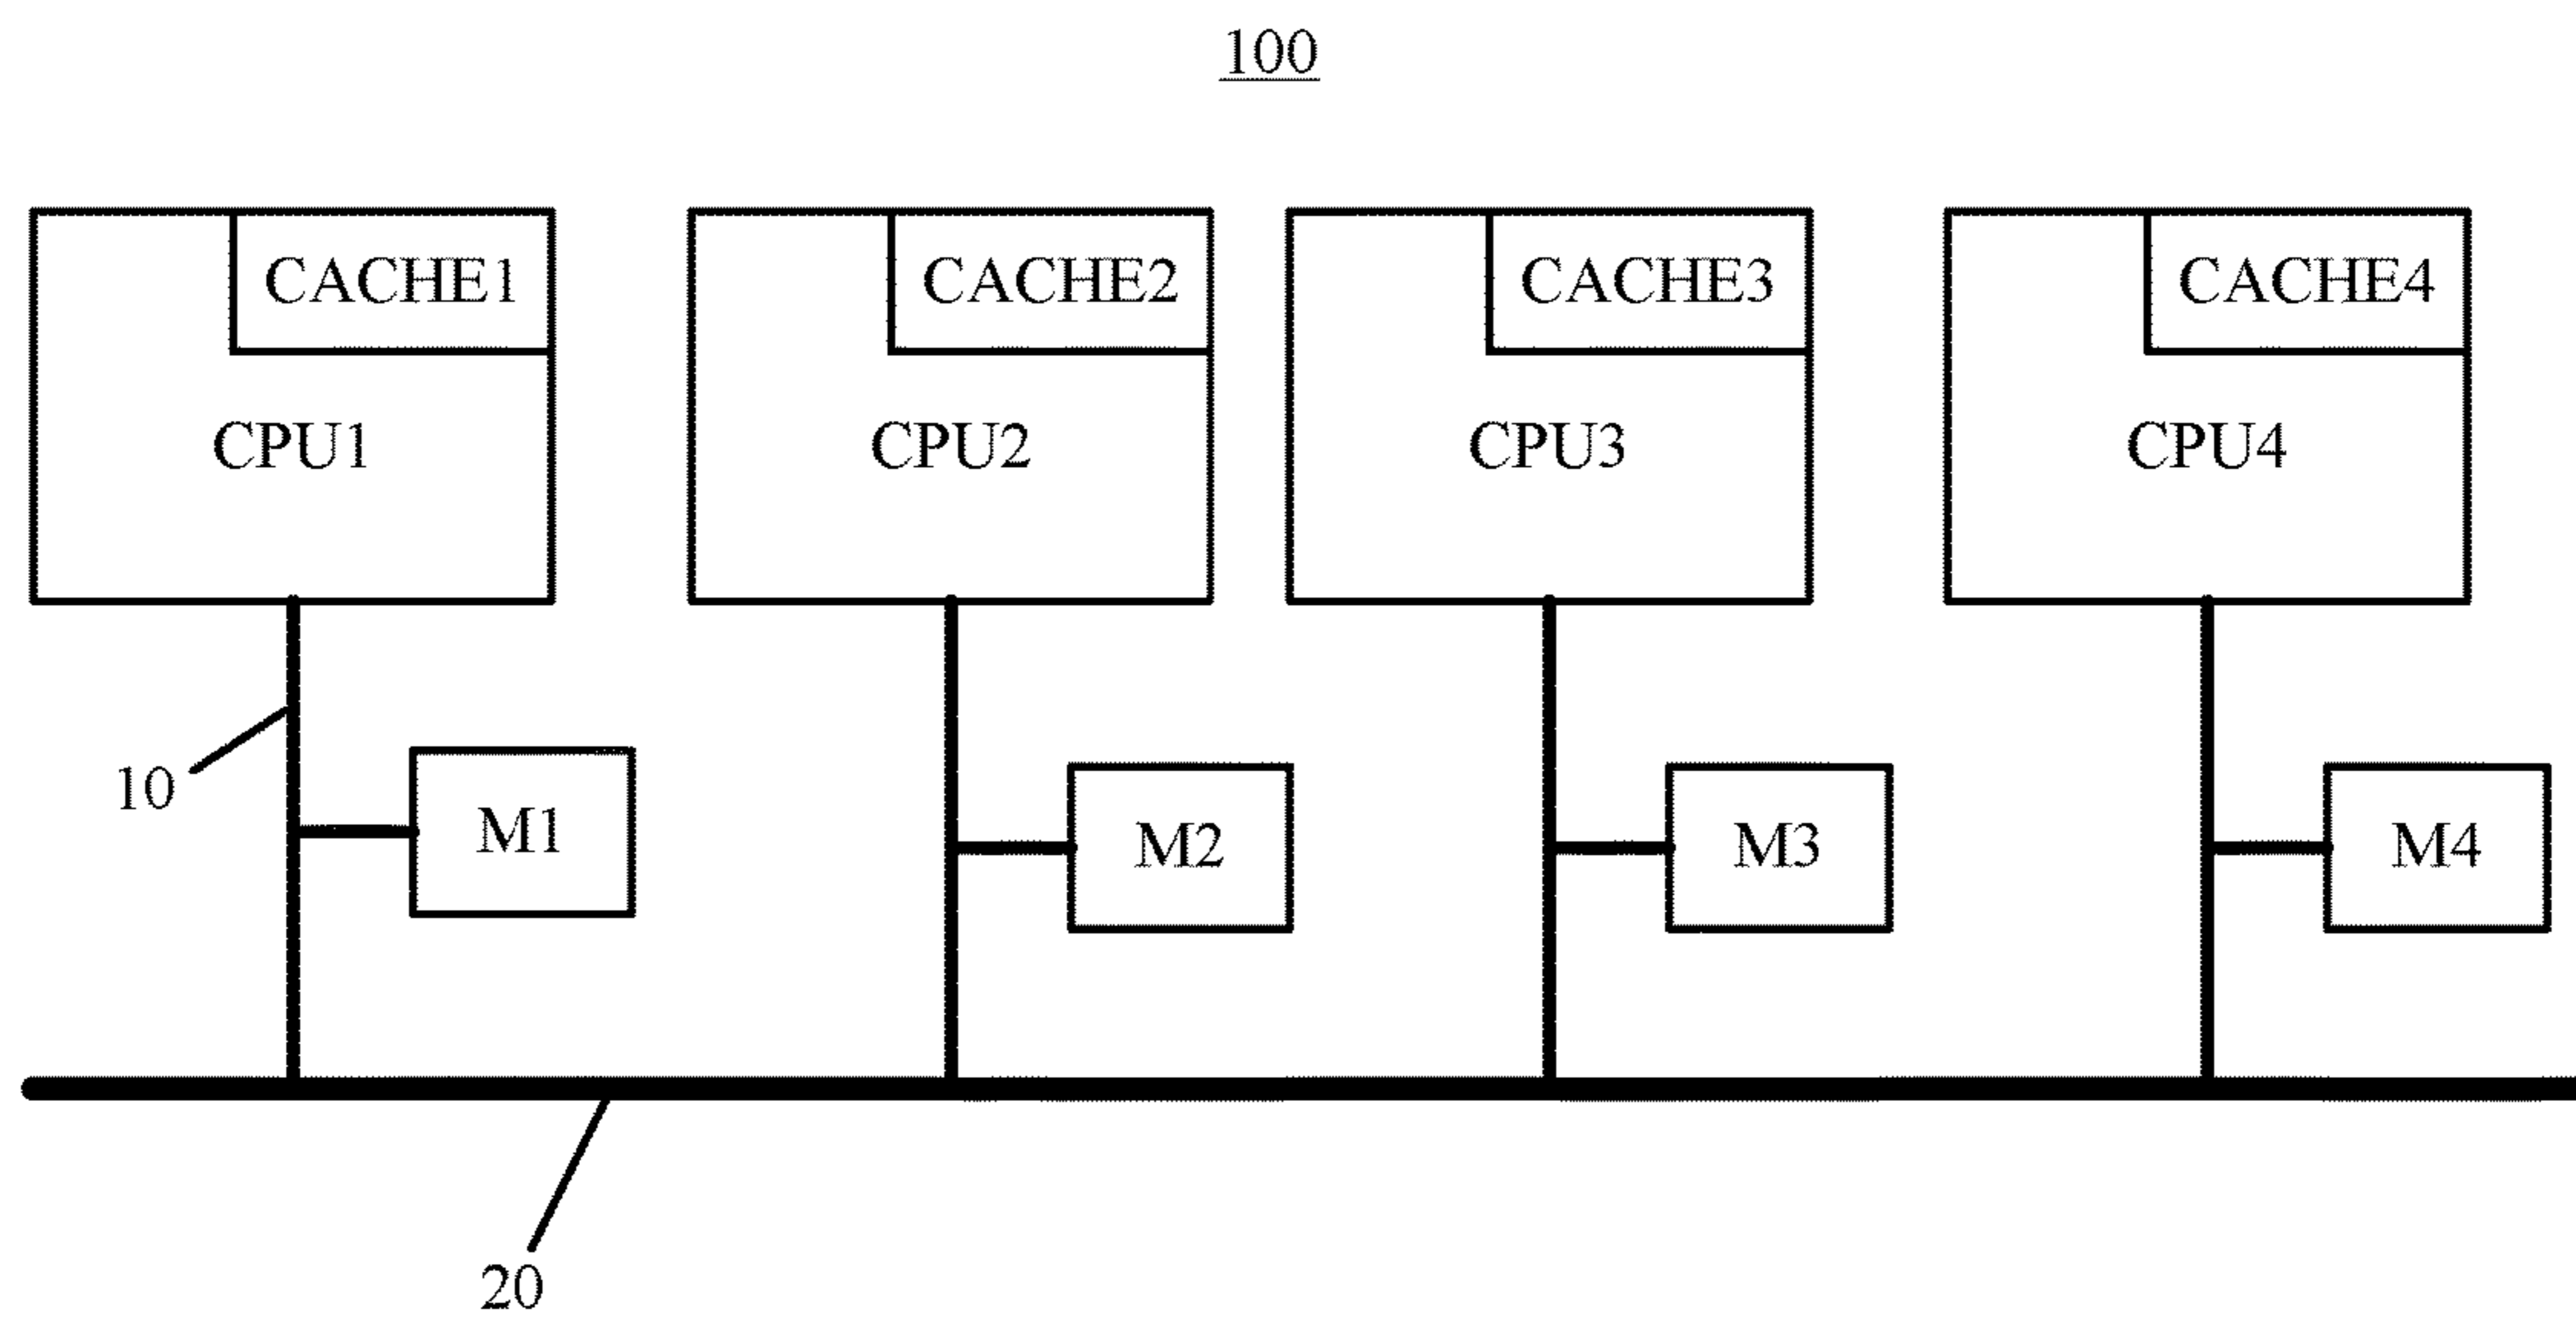 100
CACHE1 CACHE2 CACHE3 CACHE4
CPU1 CPU2 CPU3 CPU4
10
M1 M2 M3 M4
20